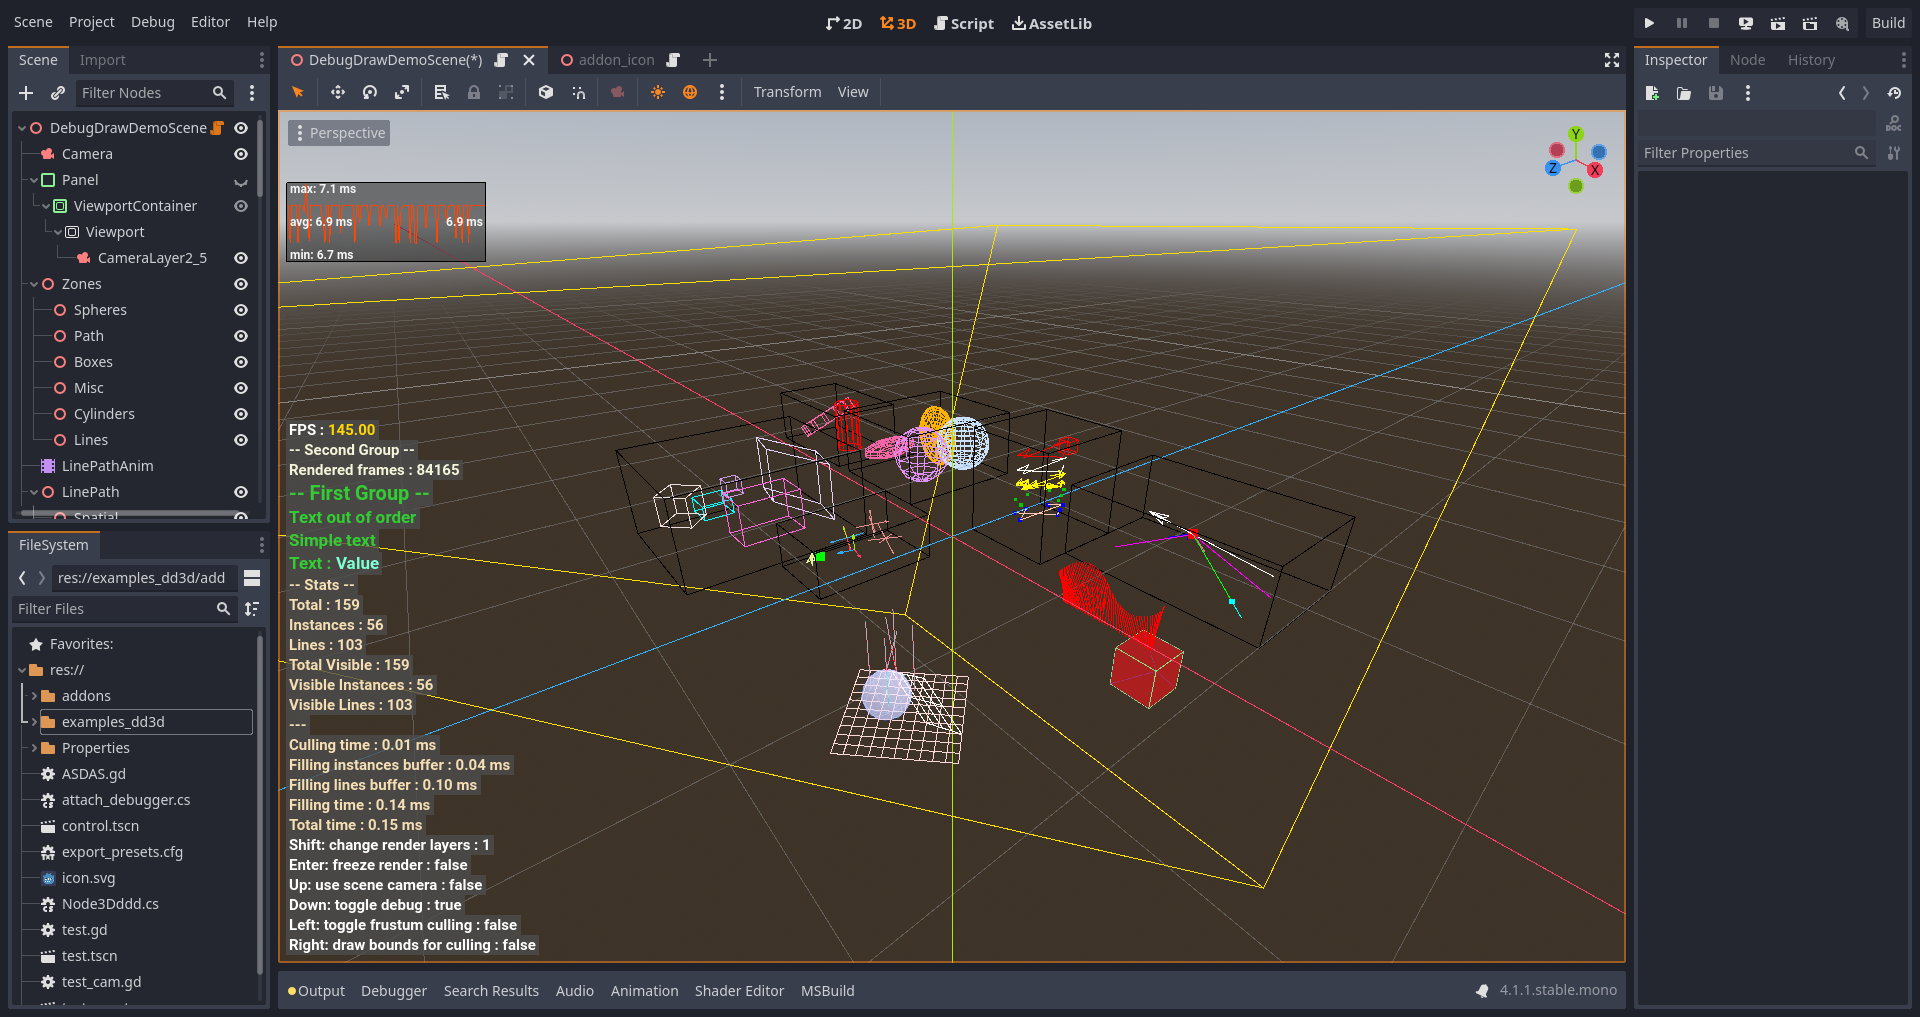 Scene Project Debug Editor Help
2D 3D Script AssetLib
Build
Scene Import
Filter Nodes
DebugDrawDemoScene
Camera
Panel
ViewportContainer
Viewport
CameraLayer2_5
Zones
Spheres
Path
Boxes
Misc
Cylinders
Lines
LinePathAnim
LinePath
Spatial
FileSystem
res://examples_dd3d/add
Filter Files
Favorites:
res://
addons
examples_dd3d
Properties
ASDAS.gd
attach_debugger.cs
control.tscn
export_presets.cfg
icon.svg
Node3Dddd.cs
test.gd
test.tscn
test_cam.gd
DebugDrawDemoScene(*) addon_icon
Transform View
Perspective
max: 7.1 ms
avg: 6.9 ms 6.9 ms
min: 6.7 ms
Y
Z X
FPS : 145.00
-- Second Group --
Rendered frames : 84165
-- First Group --
Text out of order
Simple text
Text : Value
-- Stats --
Total : 159
Instances : 56
Lines : 103
Total Visible : 159
Visible Instances : 56
Visible Lines : 103
---
Culling time : 0.01 ms
Filling instances buffer : 0.04 ms
Filling lines buffer : 0.10 ms
Filling time : 0.14 ms
Total time : 0.15 ms
Shift: change render layers : 1
Enter: freeze render : false
Up: use scene camera : false
Down: toggle debug : true
Left: toggle frustum culling : false
Right: draw bounds for culling : false
Output Debugger Search Results Audio Animation Shader Editor MSBuild
4.1.1.stable.mono
Inspector Node History
DOC
Filter Properties